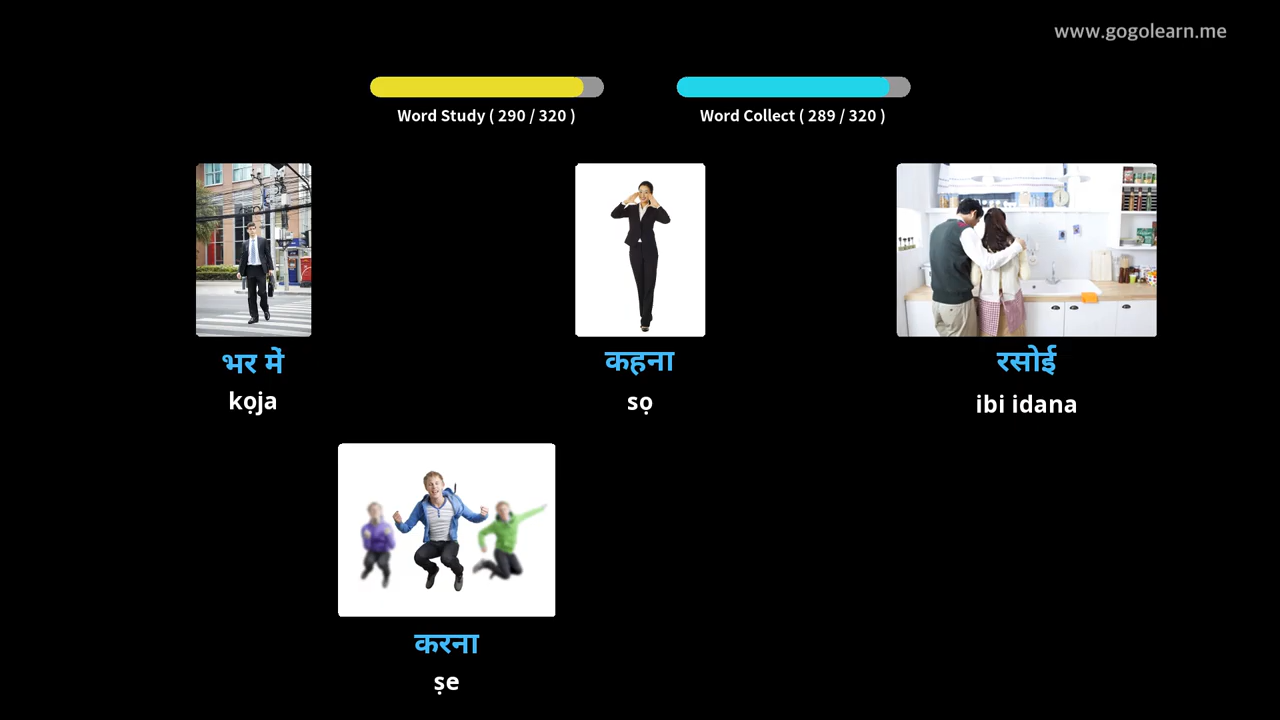 www.gogolearn.me
Word Study ( 290 / 320 )
Word Collect ( 289 / 320 )
भर में
kọja
कहना
sọ
रसोई
ibi idana
करना
ṣe